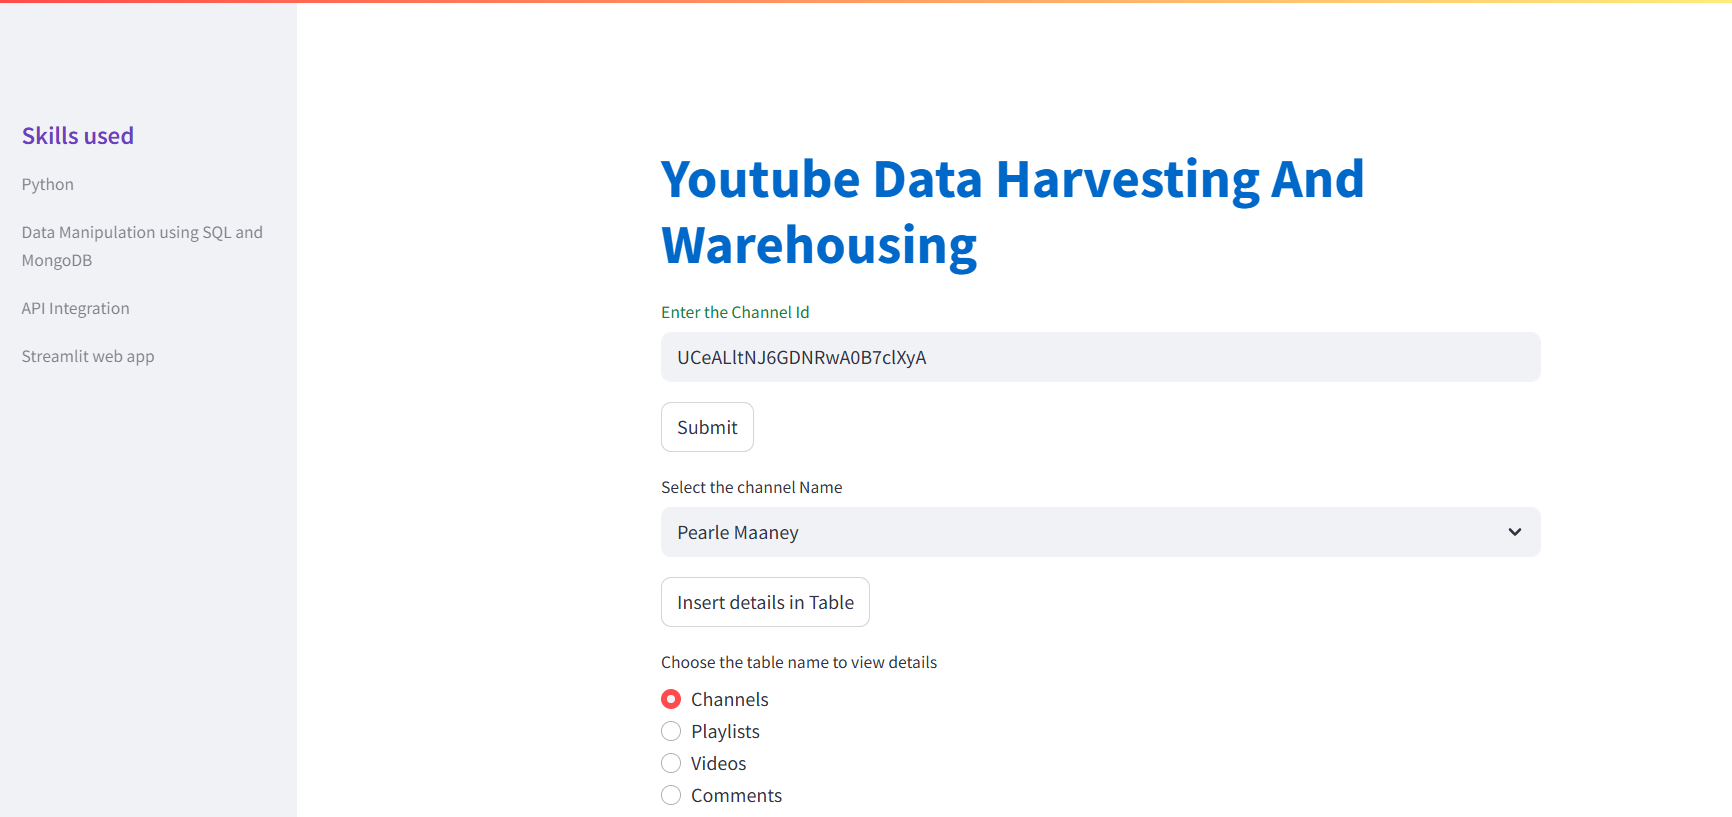 Skills used
Python
Data Manipulation using SQL and
MongoDB
API Integration
Streamlit web app
Youtube Data Harvesting And
Warehousing
Enter the Channel Id
UCeALltNJ6GDNRwA0B7clXyA
Submit
Select the channel Name
Pearle Maaney
Insert details in Table
Choose the table name to view details
Channels
Playlists
Videos
Comments